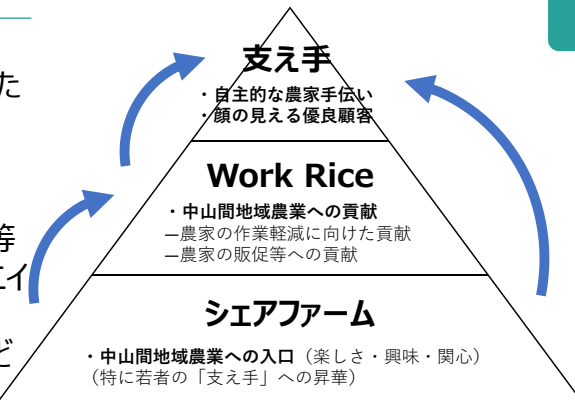 た
等
エイ
ど
支え手
・自主的な農家手伝い
・顔の見える優良顧客
Work Rice
・中山間地域農業への貢献
―農家の作業軽減に向けた貢献
―農家の販促等への貢献
シェアファーム
・中山間地域農業への入口（楽しさ・興味・関心）
（特に若者の「支え手」への昇華）